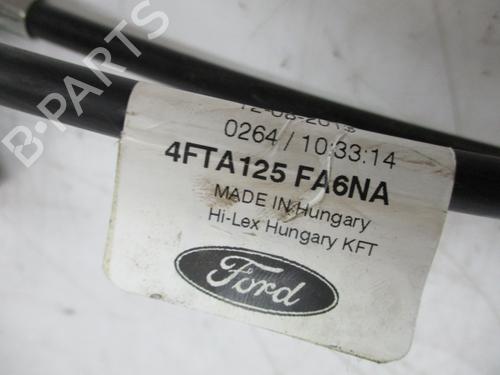 B-PARTS
0264 / 10:33:14
4FTA125 FA6NA
MADE IN Hungary
Hi-Lex Hungary KFT
Ford